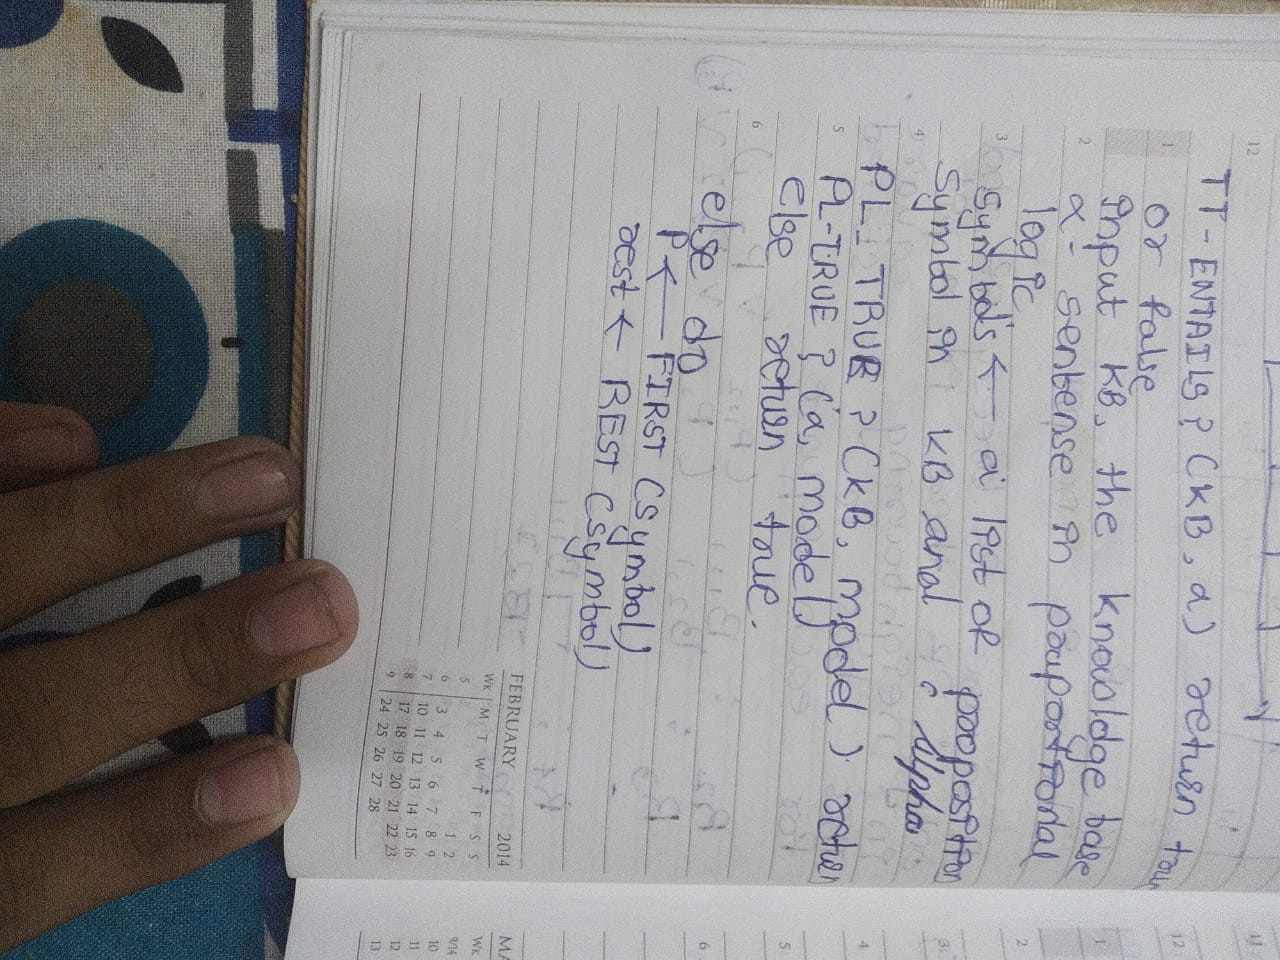 12
TT-ENTAILS? (KB, α) return true
1
or false
input KB, the knowoldge base
2
α - sentense in
logic.
3
symbols ← a list of proposition
Symbol in KB and : Alpha
4
PL_TRUE? (KB, model) return
5
PL-TRUE? (α, model)
else return true.
6
else do
P ← FIRST (Symbol)
rest ← REST (Symbol)
FEBRUARY 2014
WK M T W T F S S
5 1 2
6 3 4 5 6 7 8 9
7 10 11 12 13 14 15 16
8 17 18 19 20 21 22 23
9 24 25 26 27 28
11
12
1
2
3
4
5
6
MA
WK
9/14
10
11
12
13